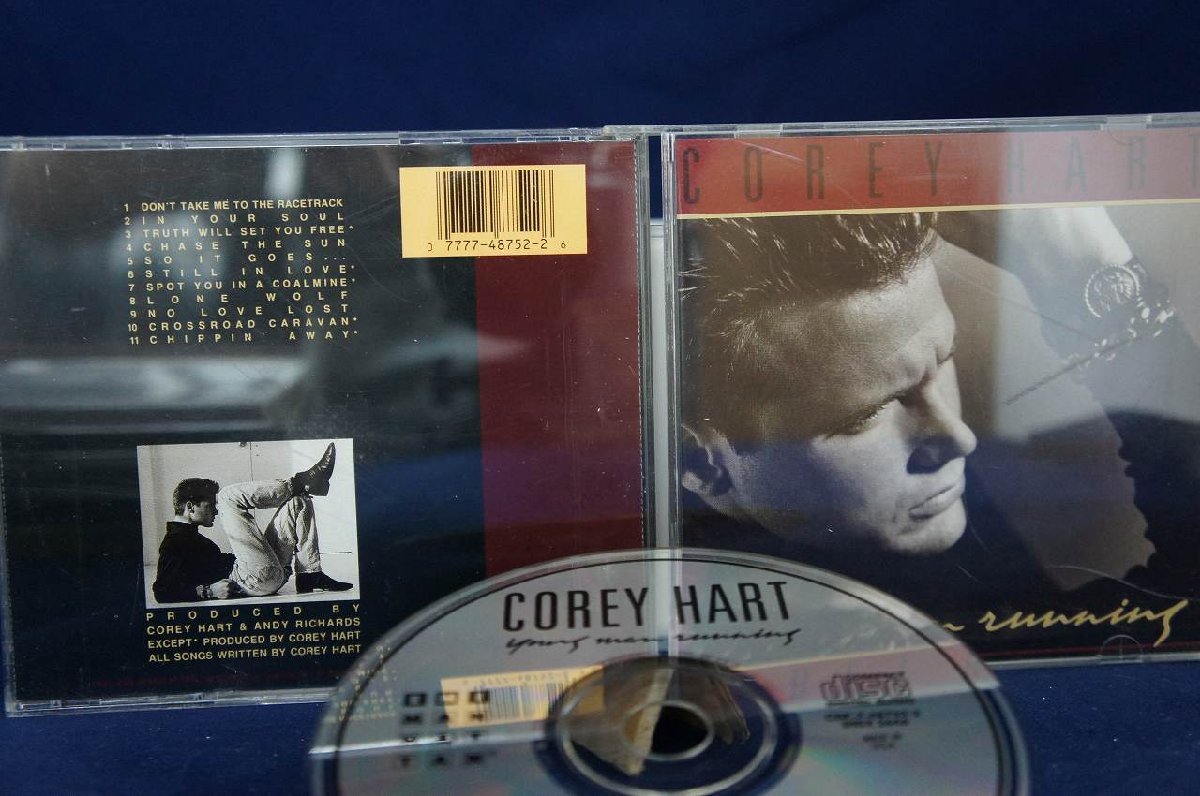 1 DON'T TAKE ME TO THE RACETRACK
2 IN YOUR SOUL
3 TRUTH WILL SET YOU FREE*
4 CHASE THE SUN
5 SO IT GOES...
6 STILL IN LOVE*
7 SPOT YOU IN A COALMINE*
8 LONE WOLF
9 NO LOVE LOST
10 CROSSROAD CARAVAN*
11 CHIPPIN' AWAY*
0 7777-48752-2 6
PRODUCED BY
COREY HART & ANDY RICHARDS
EXCEPT* PRODUCED BY COREY HART
ALL SONGS WRITTEN BY COREY HART
COREY HART
running
COREY HART
young man running
COMPACT
disc